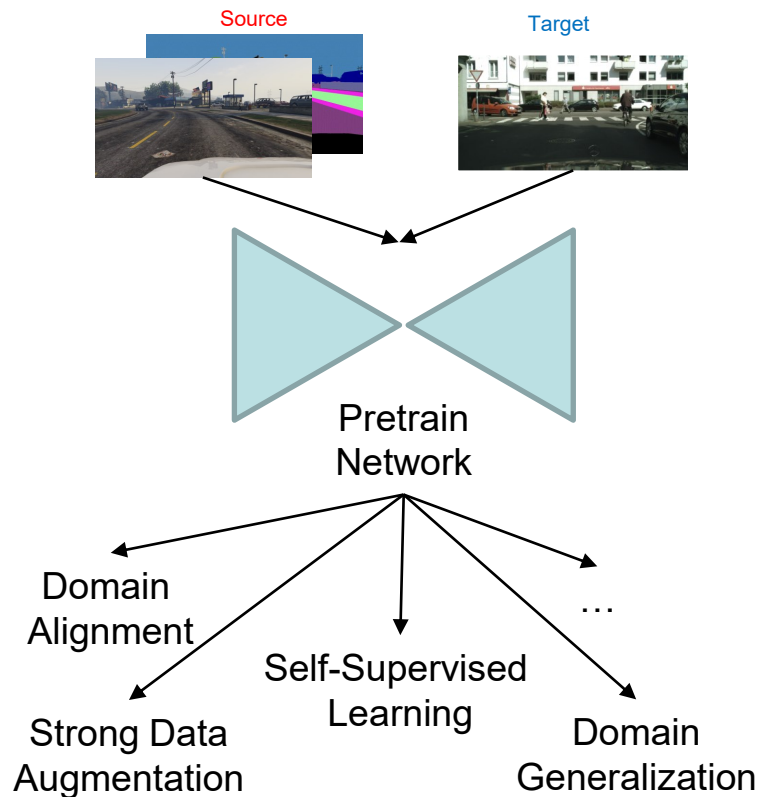 Source
Target
Pretrain
Network
Domain
Alignment
…
Self-Supervised
Learning
Strong Data
Augmentation
Domain
Generalization